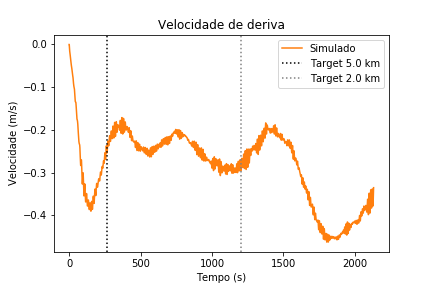 Velocidade de deriva
Simulado
Target 5.0 km
Target 2.0 km
Velocidade (m/s)
0.0
−0.1
−0.2
−0.3
−0.4
0
500
1000
1500
2000
Tempo (s)